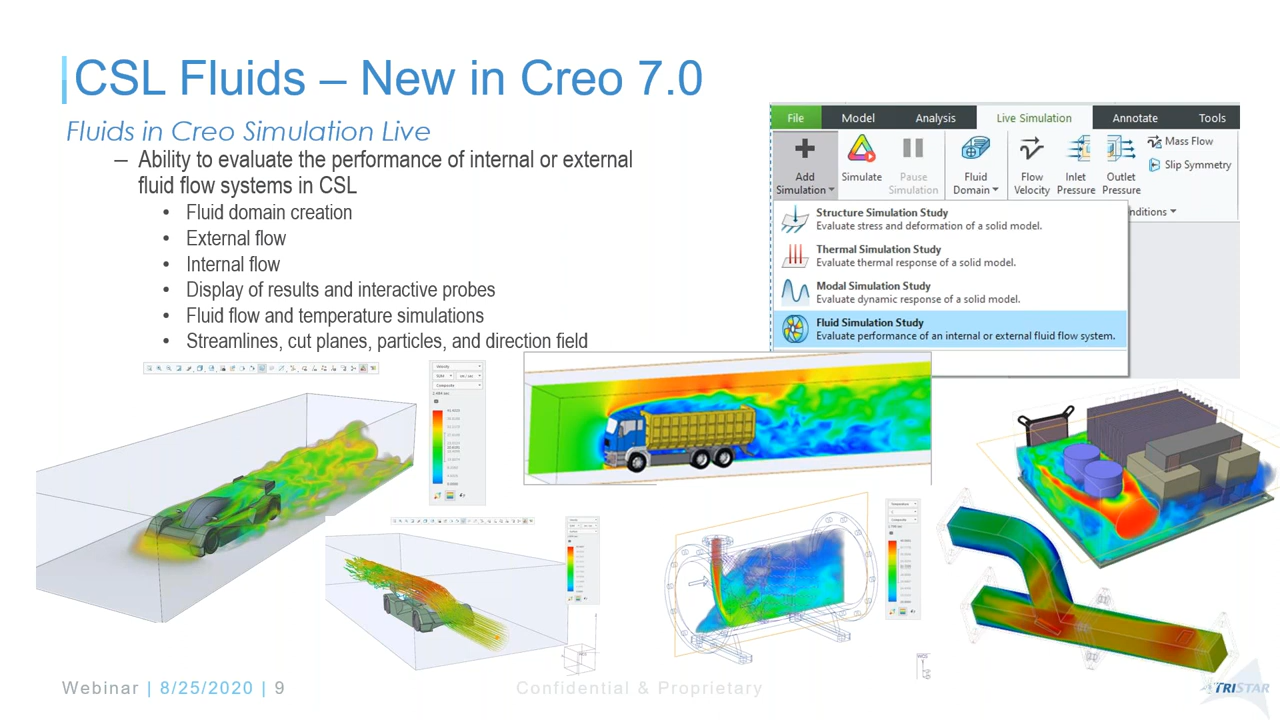 CSL Fluids – New in Creo 7.0
Fluids in Creo Simulation Live
– Ability to evaluate the performance of internal or external
fluid flow systems in CSL
• Fluid domain creation
• External flow
• Internal flow
• Display of results and interactive probes
• Fluid flow and temperature simulations
• Streamlines, cut planes, particles, and direction field
File Model Analysis Live Simulation Annotate Tools
Add Simulation
Simulate
Pause Simulation
Fluid Domain
Flow Velocity
Inlet Pressure
Outlet Pressure
Mass Flow
Slip Symmetry
nditions
Structure Simulation Study
Evaluate stress and deformation of a solid model.
Thermal Simulation Study
Evaluate thermal response of a solid model.
Modal Simulation Study
Evaluate dynamic response of a solid model.
Fluid Simulation Study
Evaluate performance of an internal or external fluid flow system.
Velocity
Composite
Temperature
Composite
Webinar | 8/25/2020 | 9
Confidential & Proprietary
TRISTAR